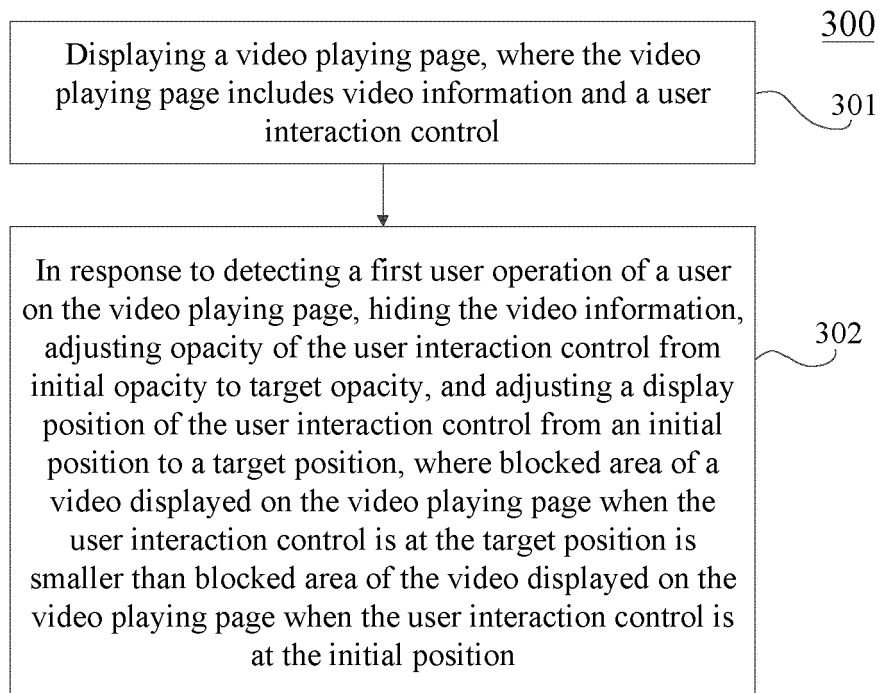 300
Displaying a video playing page, where the video
playing page includes video information and a user
interaction control
301
In response to detecting a first user operation of a user
on the video playing page, hiding the video information,
adjusting opacity of the user interaction control from
initial opacity to target opacity, and adjusting a display
position of the user interaction control from an initial
position to a target position, where blocked area of a
video displayed on the video playing page when the
user interaction control is at the target position is
smaller than blocked area of the video displayed on the
video playing page when the user interaction control is
at the initial position
302